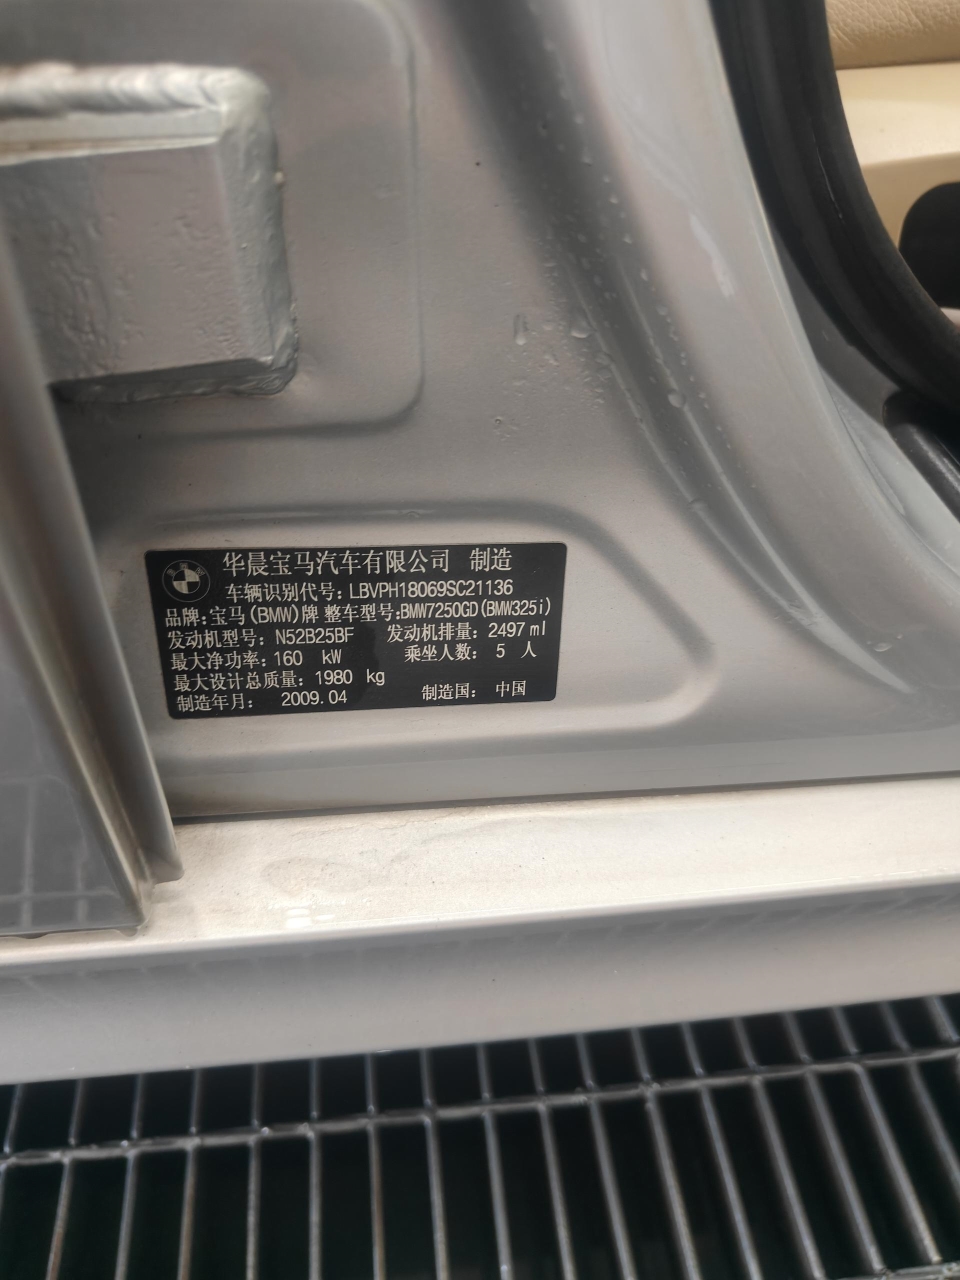 华晨宝马汽车有限公司 制造
车辆识别代号: LBVPH18069SC21136
品牌: 宝马(BMW)牌 整车型号:BMW7250GD(BMW325i)
发动机型号: N52B25BF 发动机排量: 2497 ml
最大净功率: 160 kW 乘坐人数: 5 人
最大设计总质量: 1980 kg
制造年月: 2009.04 制造国: 中国